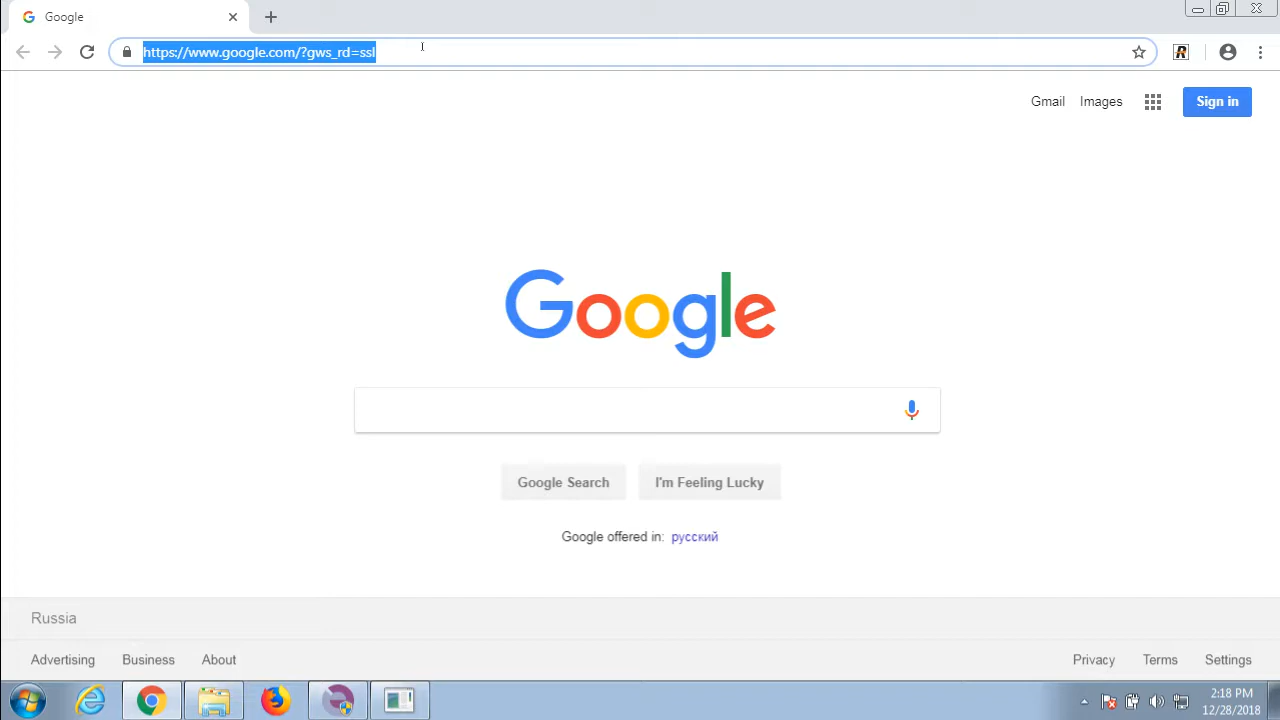 Google
https://www.google.com/?gws_rd=ssl
Gmail Images Sign in
Google
Google Search I'm Feeling Lucky
Google offered in: русский
Russia
Advertising Business About Privacy Terms Settings
2:18 PM
12/28/2018